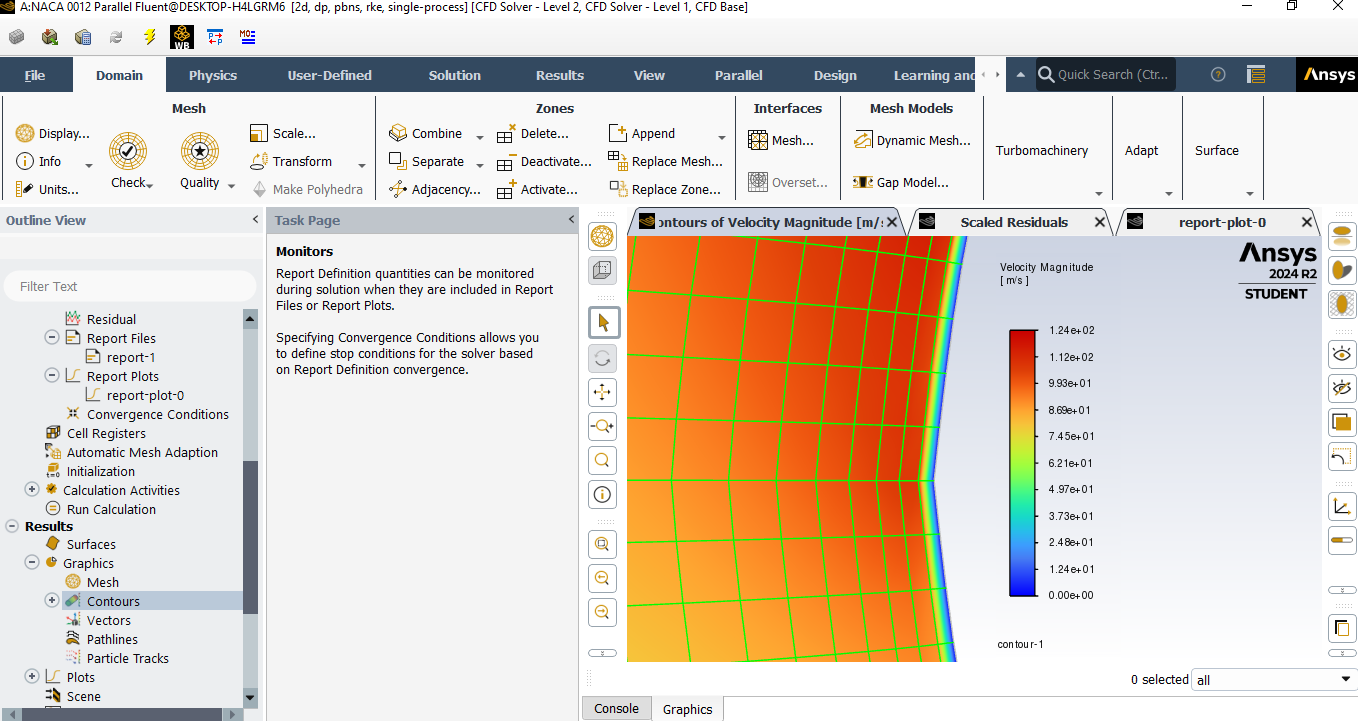 A:NACA 0012 Parallel Fluent@DESKTOP-H4LGRM6 [2d, dp, pbns, rke, single-process] [CFD Solver - Level 2, CFD Solver - Level 1, CFD Base]
WB
P P
MO
File Domain Physics User-Defined Solution Results View Parallel Design Learning and Quick Search (Ctr... ? Ansys
Mesh Zones Interfaces Mesh Models
Display... Scale... Combine Delete... Append Mesh... Dynamic Mesh...
Info Check Quality Transform Separate Deactivate... Replace Mesh... Turbomachinery Adapt Surface
Units... Make Polyhedra Adjacency... Activate... Replace Zone... Overset... Gap Model...
Outline View
Filter Text
Residual
Report Files
report-1
Report Plots
report-plot-0
Convergence Conditions
Cell Registers
Automatic Mesh Adaption
Initialization
Calculation Activities
Run Calculation
Results
Surfaces
Graphics
Mesh
Contours
Vectors
Pathlines
Particle Tracks
Plots
Scene
Task Page
Monitors
Report Definition quantities can be monitored
during solution when they are included in Report
Files or Report Plots.
Specifying Convergence Conditions allows you
to define stop conditions for the solver based
on Report Definition convergence.
ontours of Velocity Magnitude [m/s Scaled Residuals report-plot-0
Ansys
2024 R2
STUDENT
Velocity Magnitude
[ m/s ]
1.24e+02
1.12e+02
9.93e+01
8.69e+01
7.45e+01
6.21e+01
4.97e+01
3.73e+01
2.48e+01
1.24e+01
0.00e+00
contour-1
0 selected all
Console Graphics